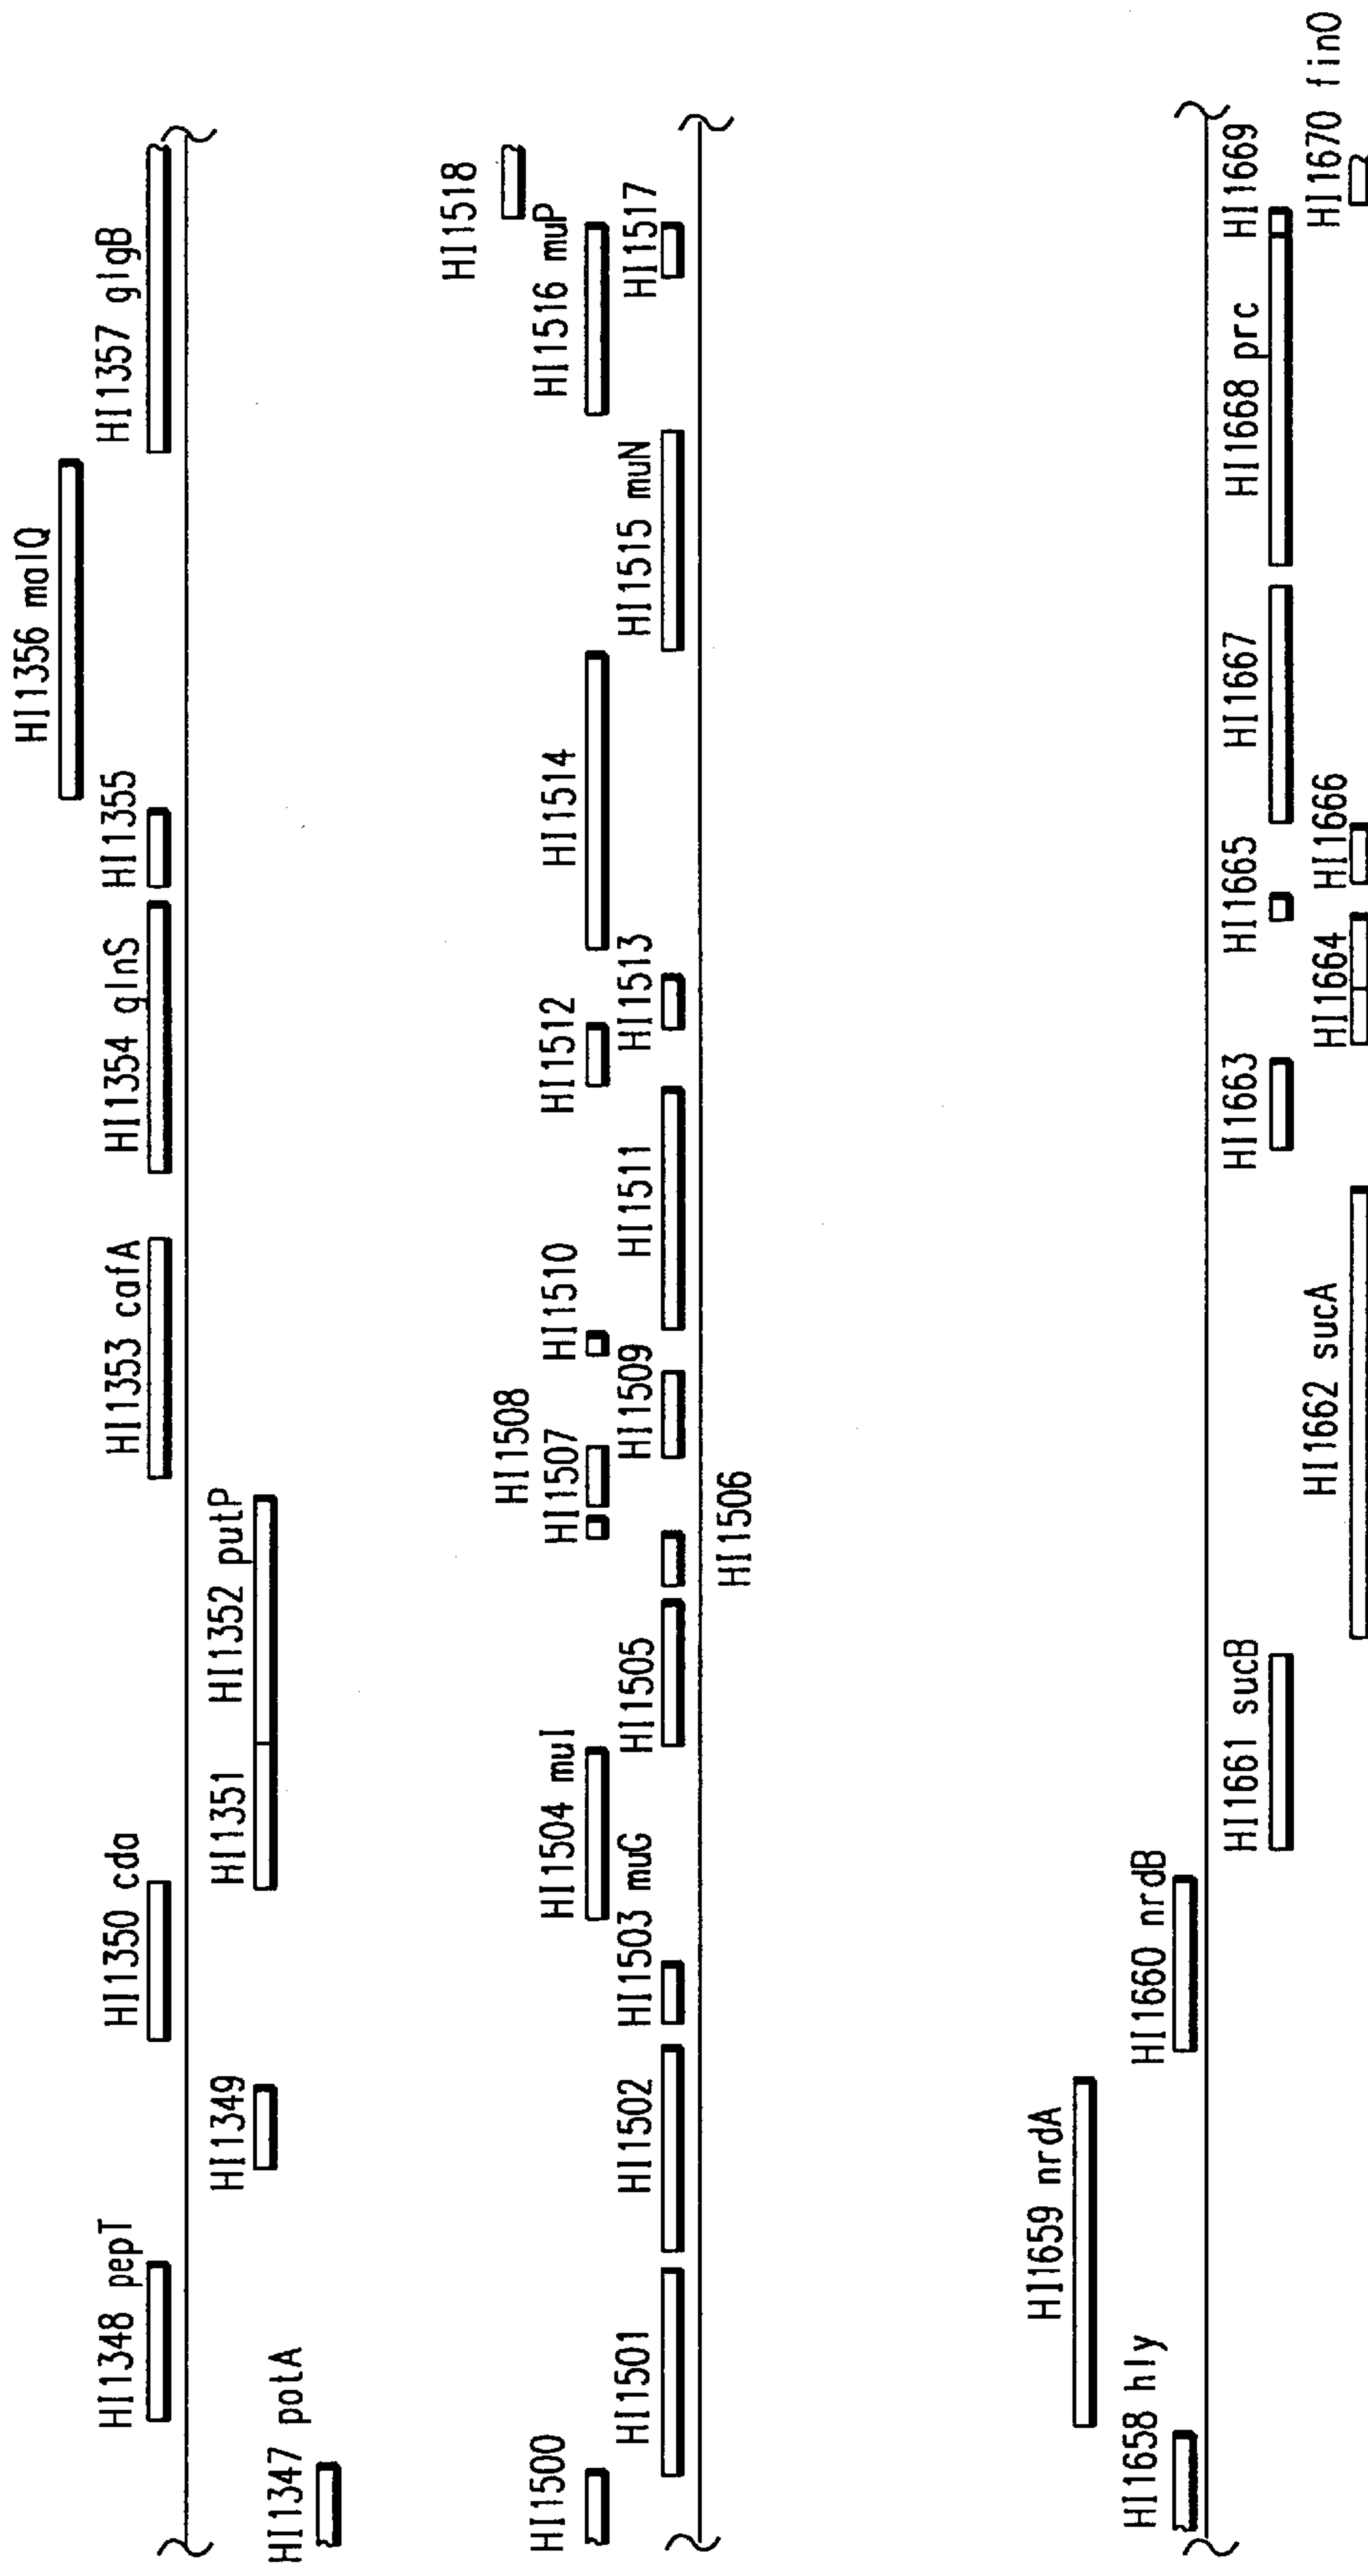 HI1347 potA
HI1348 pepT
HI1349
HI1350 cda
HI1351
HI1352 putP
HI1353 cafA
HI1354 glnS
HI1355
HI1356 malQ
HI1357 glgB
HI1500
HI1501
HI1502
HI1503 muG
HI1504 muI
HI1505
HI1506
HI1507
HI1508
HI1509
HI1510
HI1511
HI1512
HI1513
HI1514
HI1515 muN
HI1516 muP
HI1517
HI1518
HI1658 hly
HI1659 nrdA
HI1660 nrdB
HI1661 sucB
HI1662 sucA
HI1663
HI1664
HI1665
HI1666
HI1667
HI1668 prc
HI1669
HI1670 finO